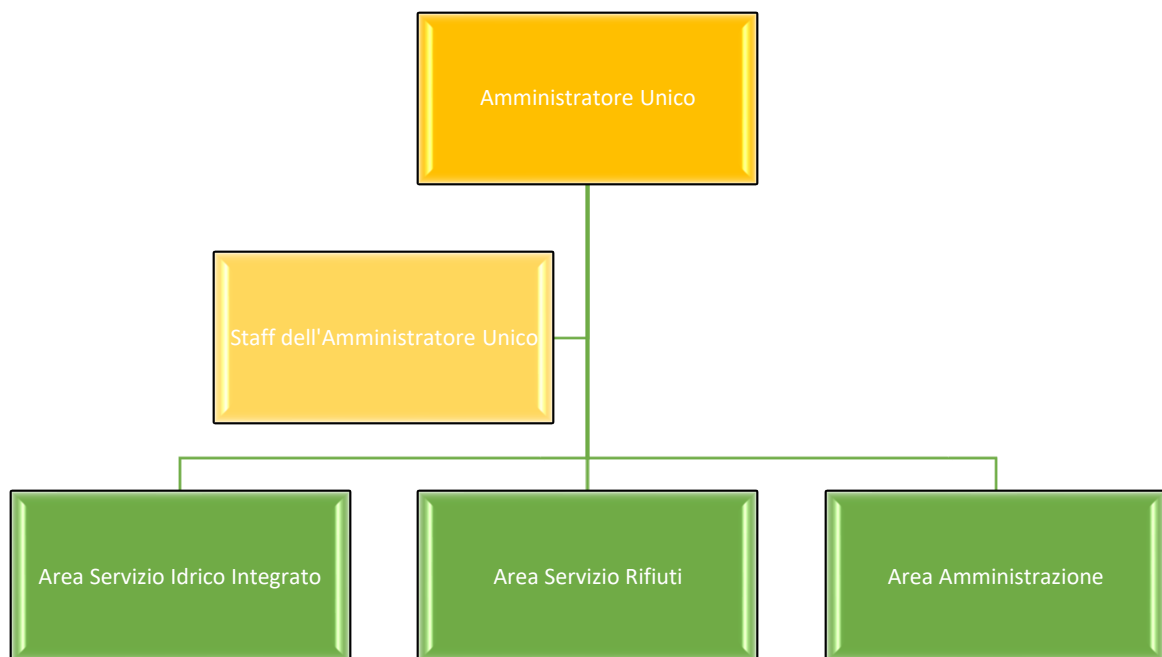 Amministratore Unico
Staff dell'Amministratore Unico
Area Servizio Idrico Integrato
Area Servizio Rifiuti
Area Amministrazione